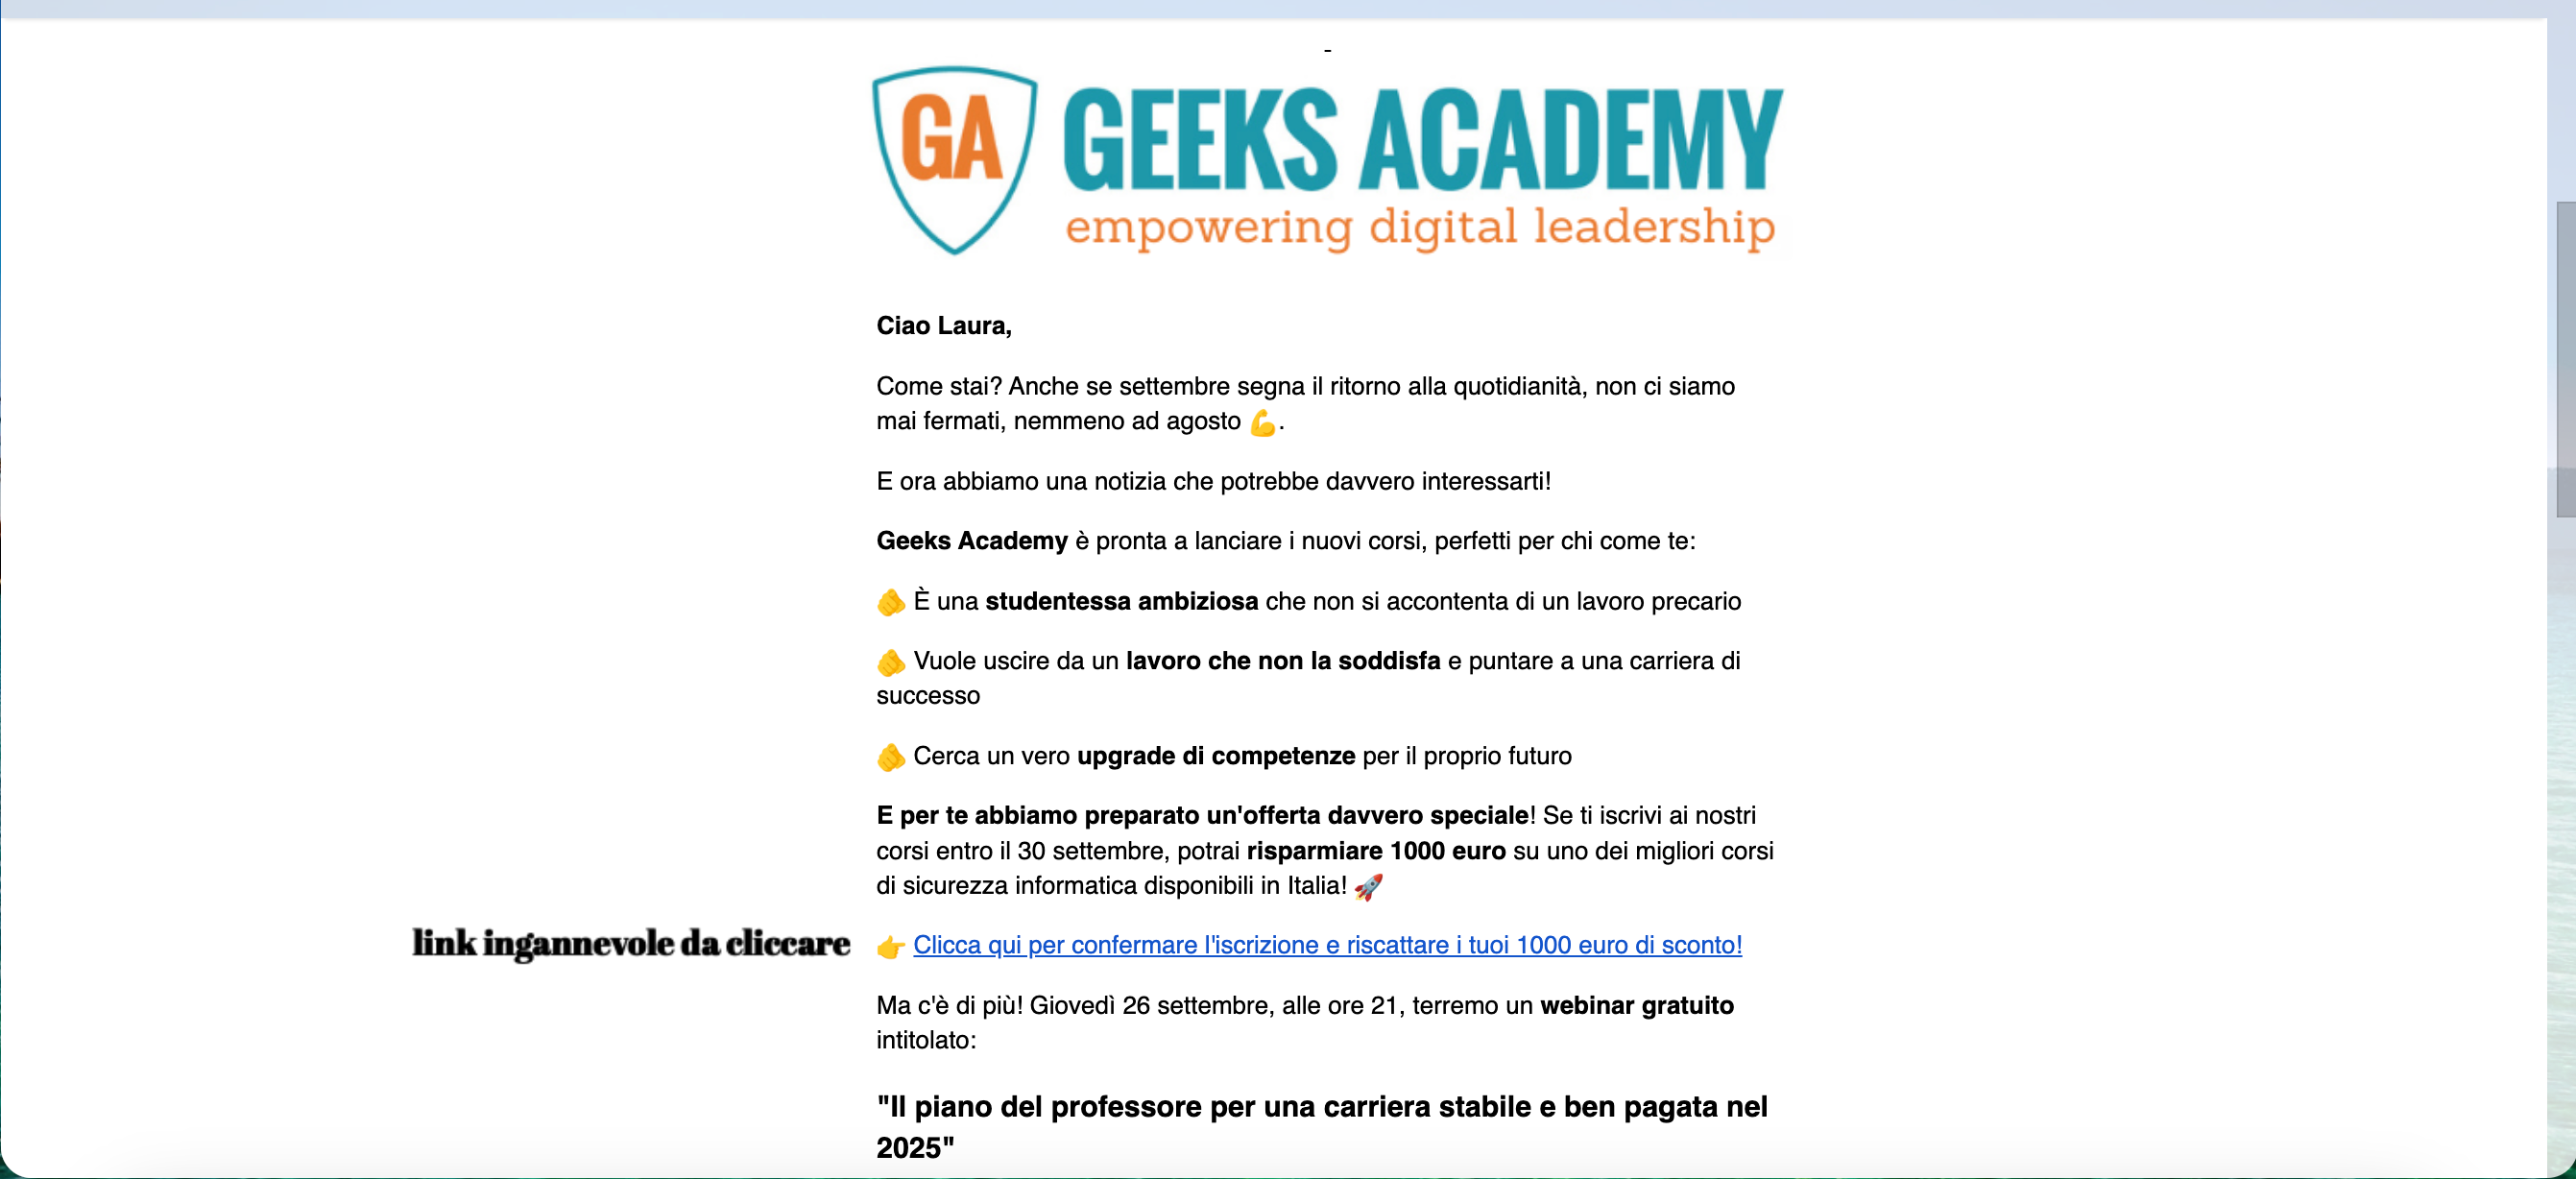 -
GA GEEKS ACADEMY
empowering digital leadership
Ciao Laura,
Come stai? Anche se settembre segna il ritorno alla quotidianità, non ci siamo
mai fermati, nemmeno ad agosto 💪.
E ora abbiamo una notizia che potrebbe davvero interessarti!
Geeks Academy è pronta a lanciare i nuovi corsi, perfetti per chi come te:
🫵 È una studentessa ambiziosa che non si accontenta di un lavoro precario
🫵 Vuole uscire da un lavoro che non la soddisfa e puntare a una carriera di
successo
🫵 Cerca un vero upgrade di competenze per il proprio futuro
E per te abbiamo preparato un'offerta davvero speciale! Se ti iscrivi ai nostri
corsi entro il 30 settembre, potrai risparmiare 1000 euro su uno dei migliori corsi
di sicurezza informatica disponibili in Italia! 🚀
link ingannevole da cliccare
👉 Clicca qui per confermare l'iscrizione e riscattare i tuoi 1000 euro di sconto!
Ma c'è di più! Giovedì 26 settembre, alle ore 21, terremo un webinar gratuito
intitolato:
"Il piano del professore per una carriera stabile e ben pagata nel
2025"